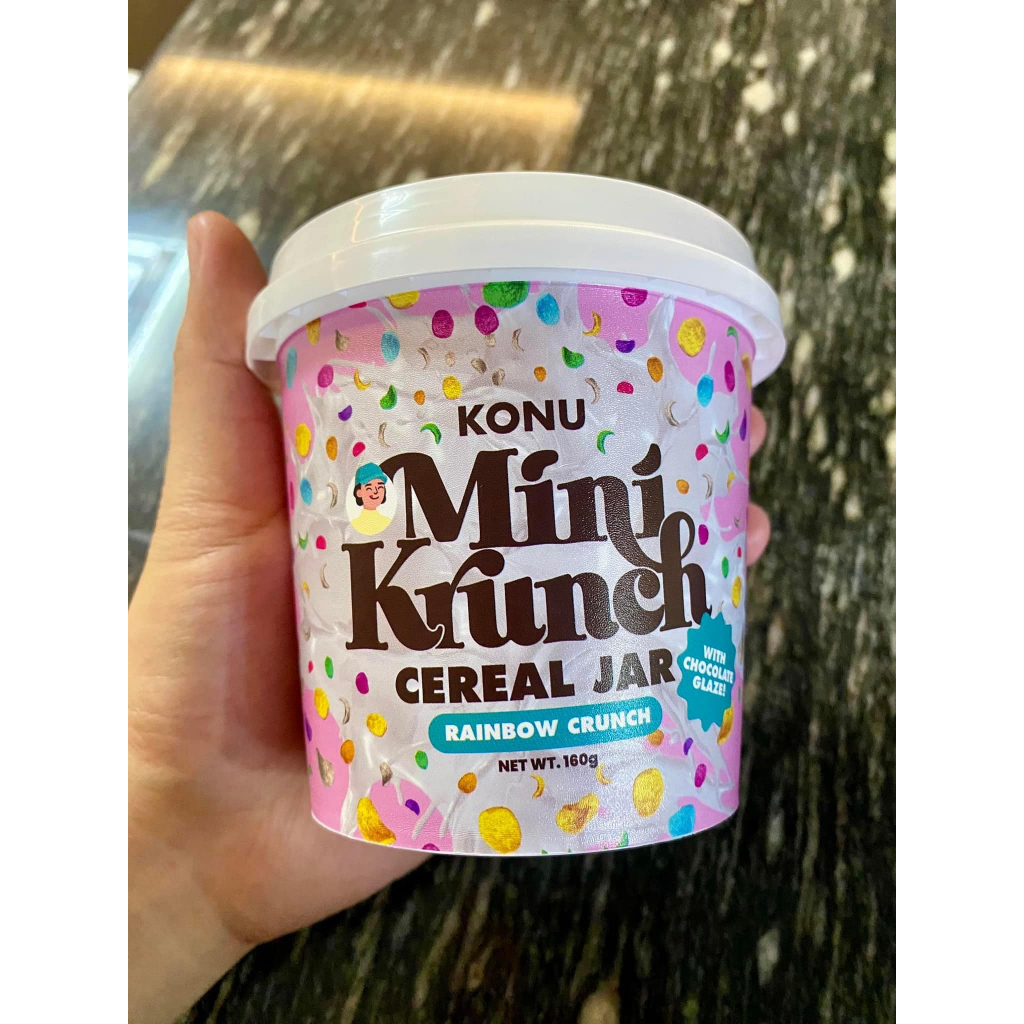 KONU
Mini
Krunch
CEREAL JAR
WITH
CHOCOLATE
GLAZE!
RAINBOW CRUNCH
NET WT. 160g